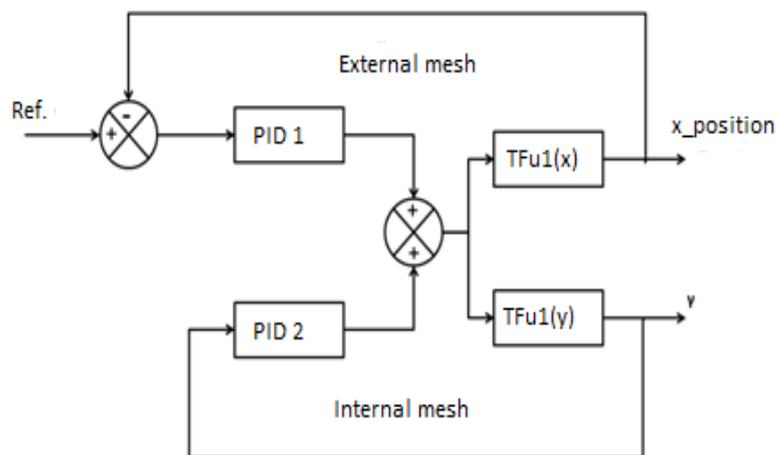 External mesh
Ref.
-
+
PID 1
x_position
TFu1(x)
+
+
y
TFu1(y)
PID 2
Internal mesh